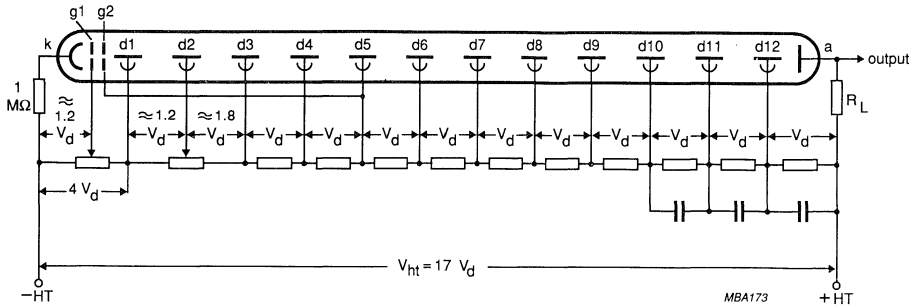 g1 g2
k d1 d2 d3 d4 d5 d6 d7 d8 d9 d10 d11 d12 a
output
1
MΩ
≈
1.2
V_d
≈1.2
V_d
≈1.8
V_d
V_d
V_d
V_d
V_d
V_d
V_d
V_d
V_d
V_d
V_d
R_L
4 V_d
V_ht = 17 V_d
−HT
MBA173
+HT